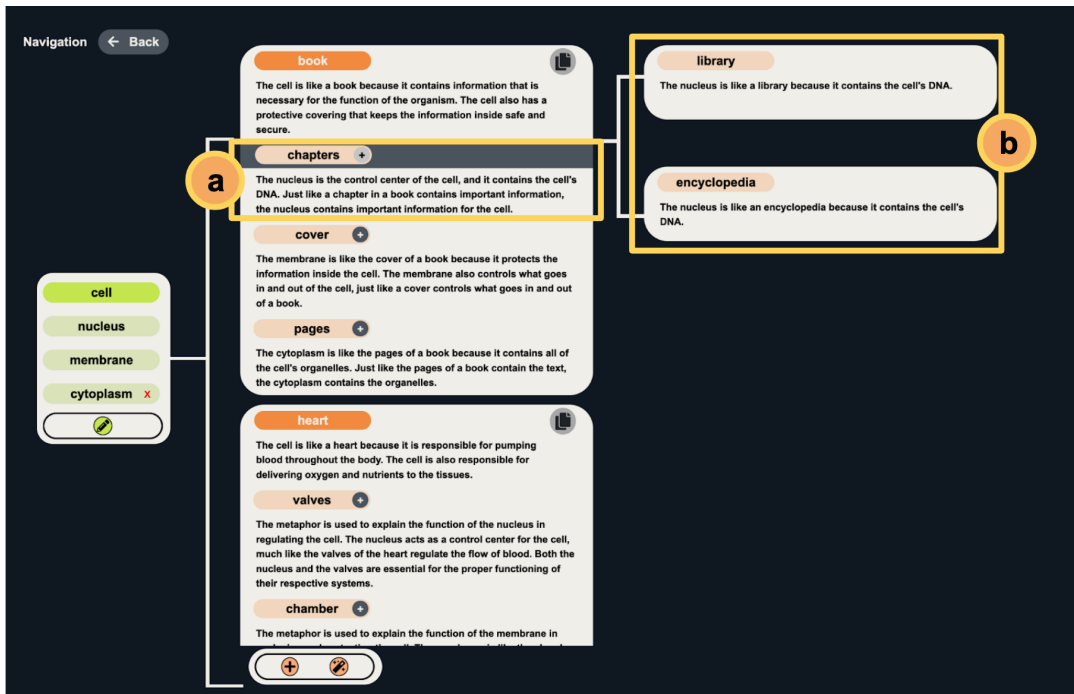 Navigation
Back
cell
nucleus
membrane
cytoplasm x
book
The cell is like a book because it contains information that is
necessary for the function of the organism. The cell also has a
protective covering that keeps the information inside safe and
secure.
a
chapters +
The nucleus is the control center of the cell, and it contains the cell's
DNA. Just like a chapter in a book contains important information,
the nucleus contains important information for the cell.
cover +
The membrane is like the cover of a book because it protects the
information inside the cell. The membrane also controls what goes
in and out of the cell, just like a cover controls what goes in and out
of a book.
pages +
The cytoplasm is like the pages of a book because it contains all of
the cell's organelles. Just like the pages of a book contain the text,
the cytoplasm contains the organelles.
heart
The cell is like a heart because it is responsible for pumping
blood throughout the body. The cell is also responsible for
delivering oxygen and nutrients to the tissues.
valves +
The metaphor is used to explain the function of the nucleus in
regulating the cell. The nucleus acts as a control center for the cell,
much like the valves of the heart regulate the flow of blood. Both the
nucleus and the valves are essential for the proper functioning of
their respective systems.
chamber +
The metaphor is used to explain the function of the membrane in
library
The nucleus is like a library because it contains the cell's DNA.
b
encyclopedia
The nucleus is like an encyclopedia because it contains the cell's
DNA.